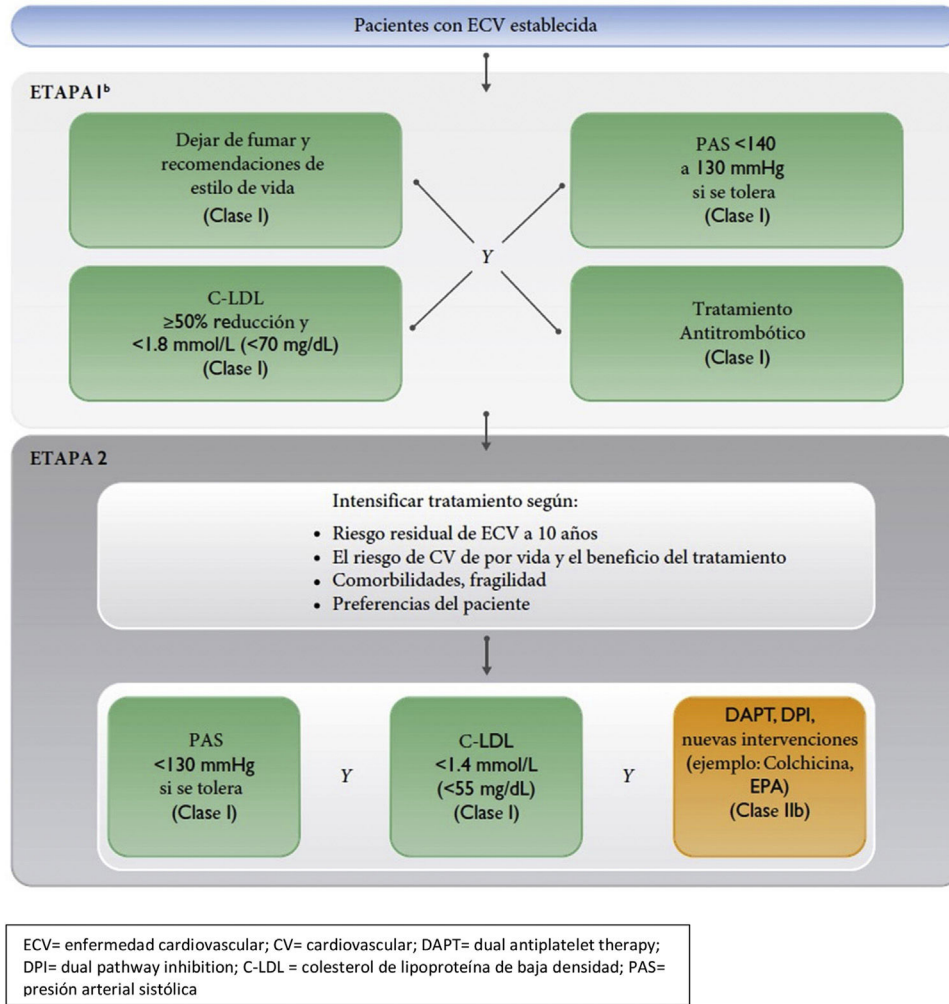 Pacientes con ECV establecida
ETAPA Iᵇ
Dejar de fumar y
recomendaciones de
estilo de vida
(Clase I)
PAS <140
a 130 mmHg
si se tolera
(Clase I)
Y
C-LDL
≥50% reducción y
<1.8 mmol/L (<70 mg/dL)
(Clase I)
Tratamiento
Antitrombótico
(Clase I)
ETAPA 2
Intensificar tratamiento según:
• Riesgo residual de ECV a 10 años
• El riesgo de CV de por vida y el beneficio del tratamiento
• Comorbilidades, fragilidad
• Preferencias del paciente
PAS
<130 mmHg
si se tolera
(Clase I)
Y
C-LDL
<1.4 mmol/L
(<55 mg/dL)
(Clase I)
Y
DAPT, DPI,
nuevas intervenciones
(ejemplo: Colchicina,
EPA)
(Clase IIb)
ECV= enfermedad cardiovascular; CV= cardiovascular; DAPT= dual antiplatelet therapy;
DPI= dual pathway inhibition; C-LDL = colesterol de lipoproteína de baja densidad; PAS=
presión arterial sistólica